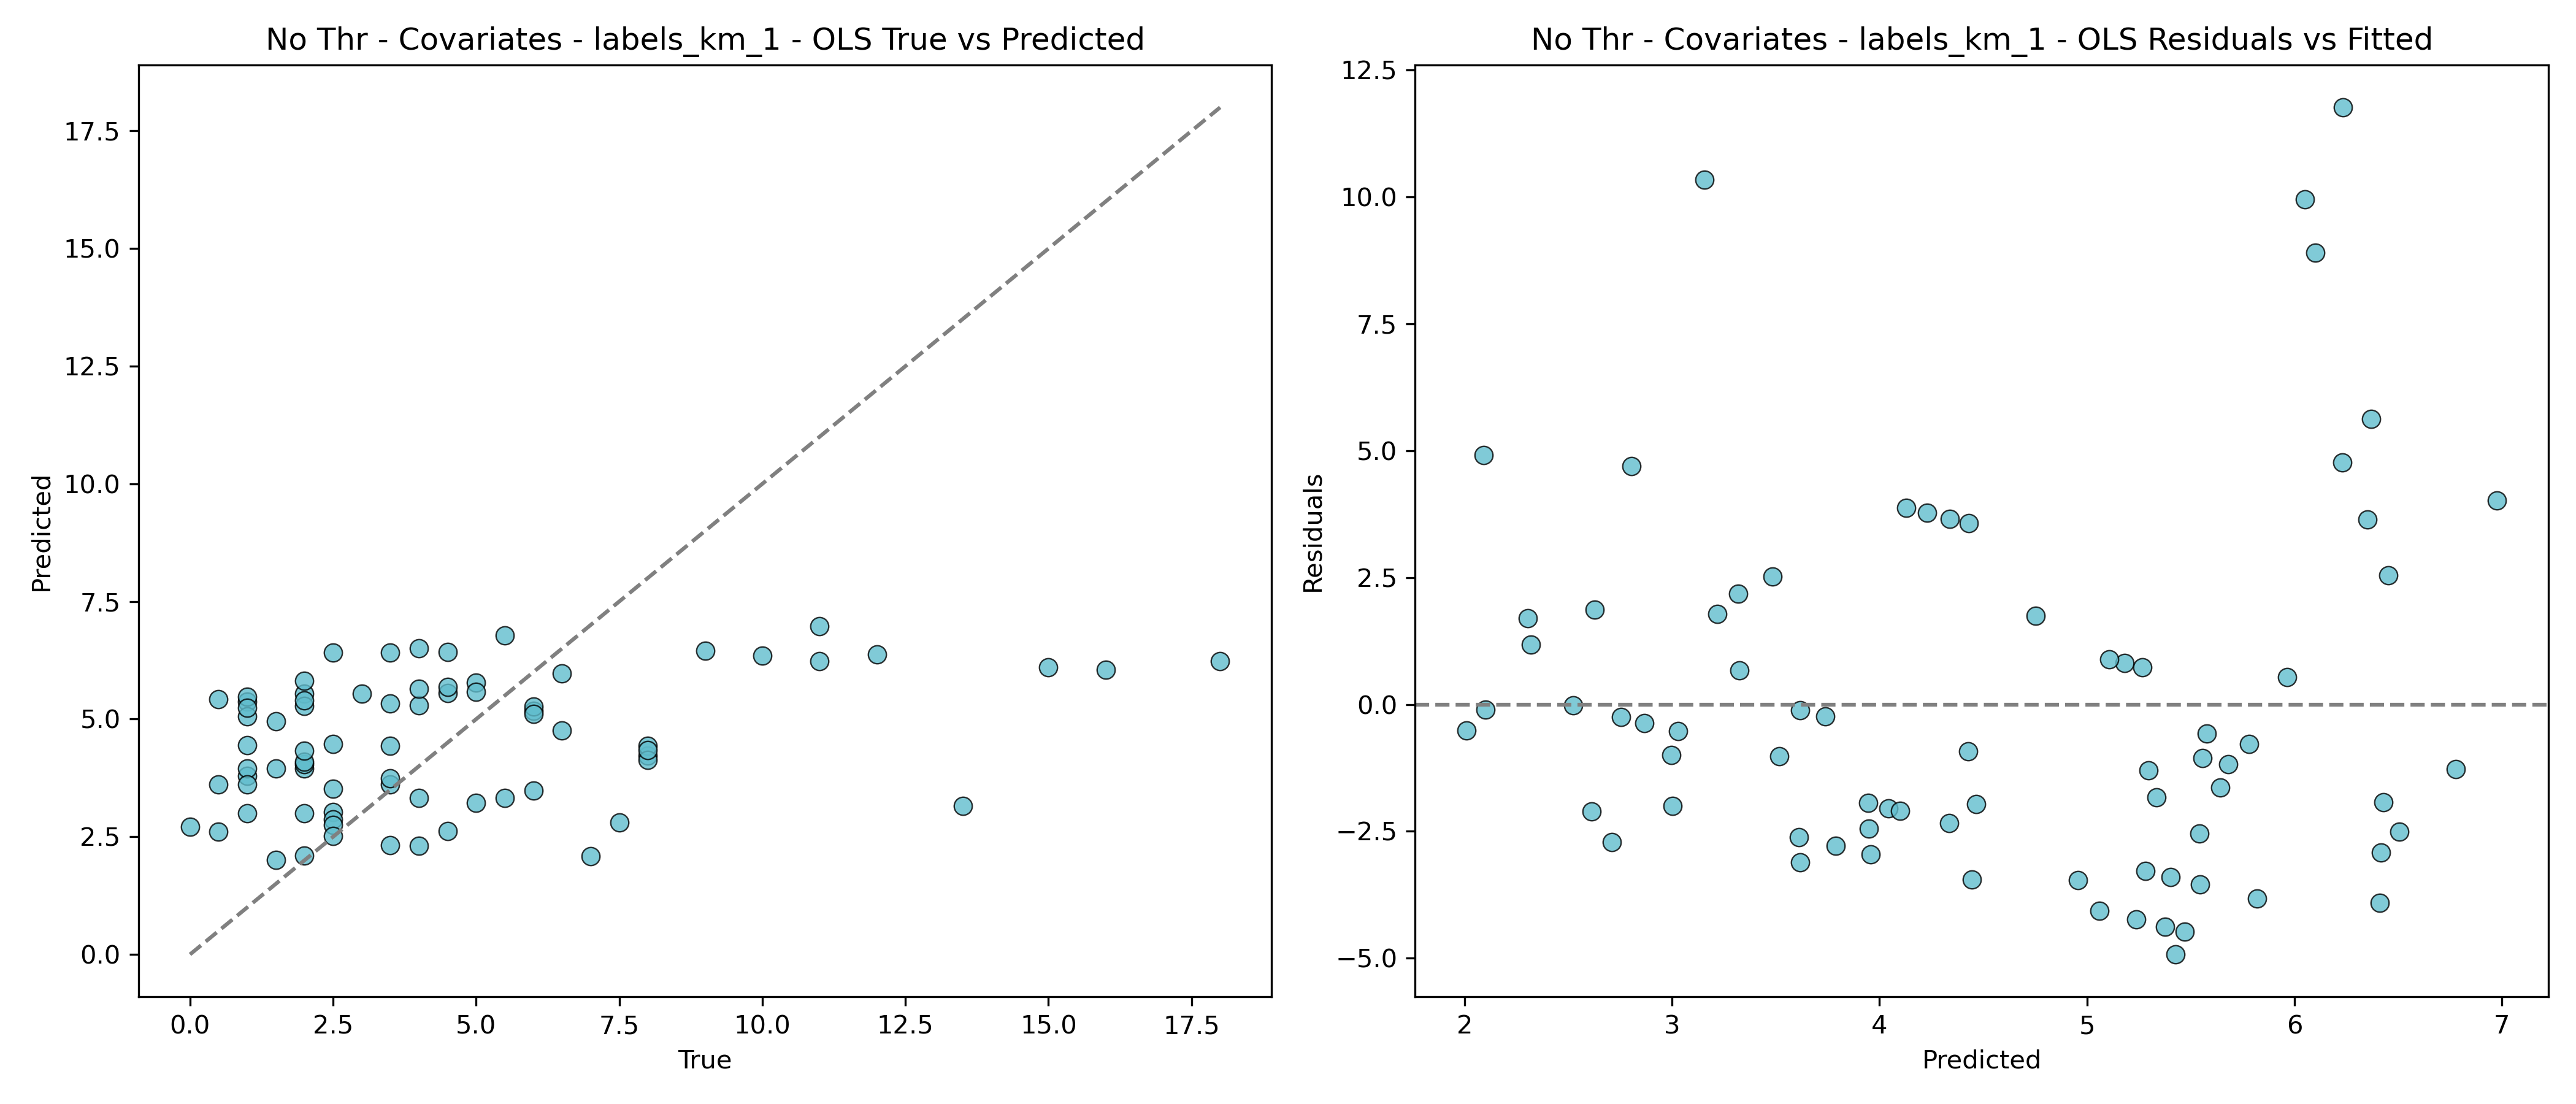 No Thr - Covariates - labels_km_1 - OLS True vs Predicted
17.5
15.0
12.5
10.0
7.5
5.0
2.5
0.0
Predicted
0.0 2.5 5.0 7.5 10.0 12.5 15.0 17.5
True
No Thr - Covariates - labels_km_1 - OLS Residuals vs Fitted
12.5
10.0
7.5
5.0
2.5
0.0
−2.5
−5.0
Residuals
2 3 4 5 6 7
Predicted